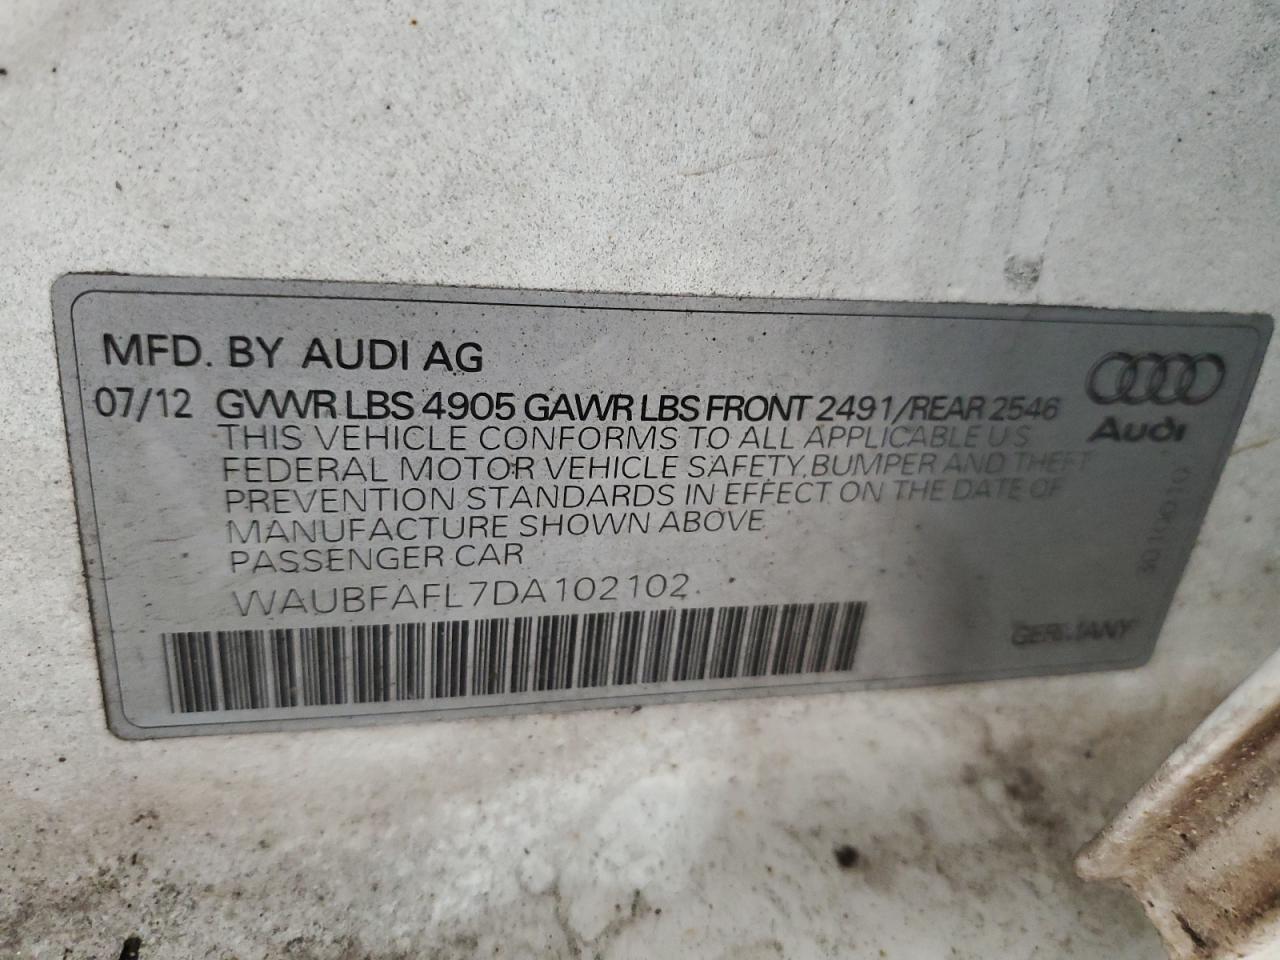 MFD. BY AUDI AG
07/12 GVWR LBS 4905 GAWR LBS FRONT 2491/REAR 2546
THIS VEHICLE CONFORMS TO ALL APPLICABLE U.S.
FEDERAL MOTOR VEHICLE SAFETY, BUMPER AND THEFT
PREVENTION STANDARDS IN EFFECT ON THE DATE OF
MANUFACTURE SHOWN ABOVE
PASSENGER CAR
WAUBFAFL7DA102102
Audi
GERMANY